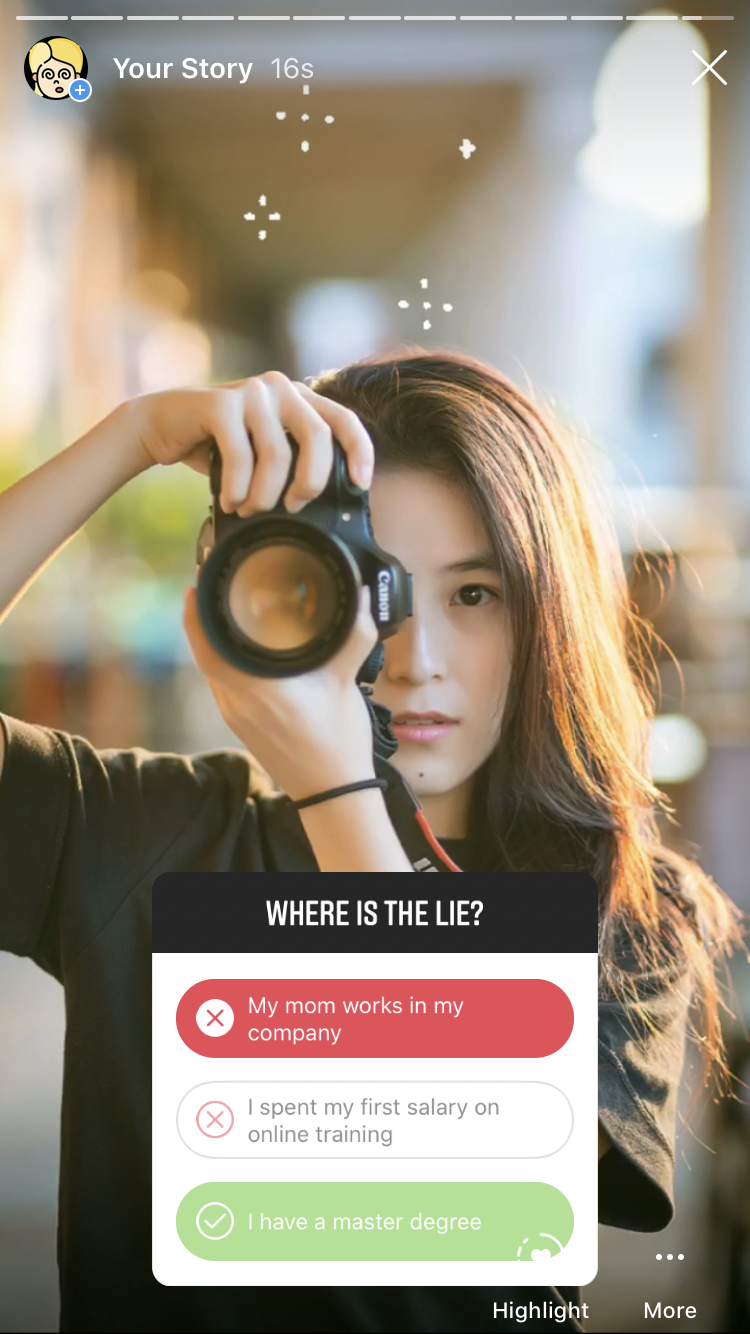 Your Story 16s
Canon
WHERE IS THE LIE?
My mom works in my
company
I spent my first salary on
online training
I have a master degree
Highlight
More